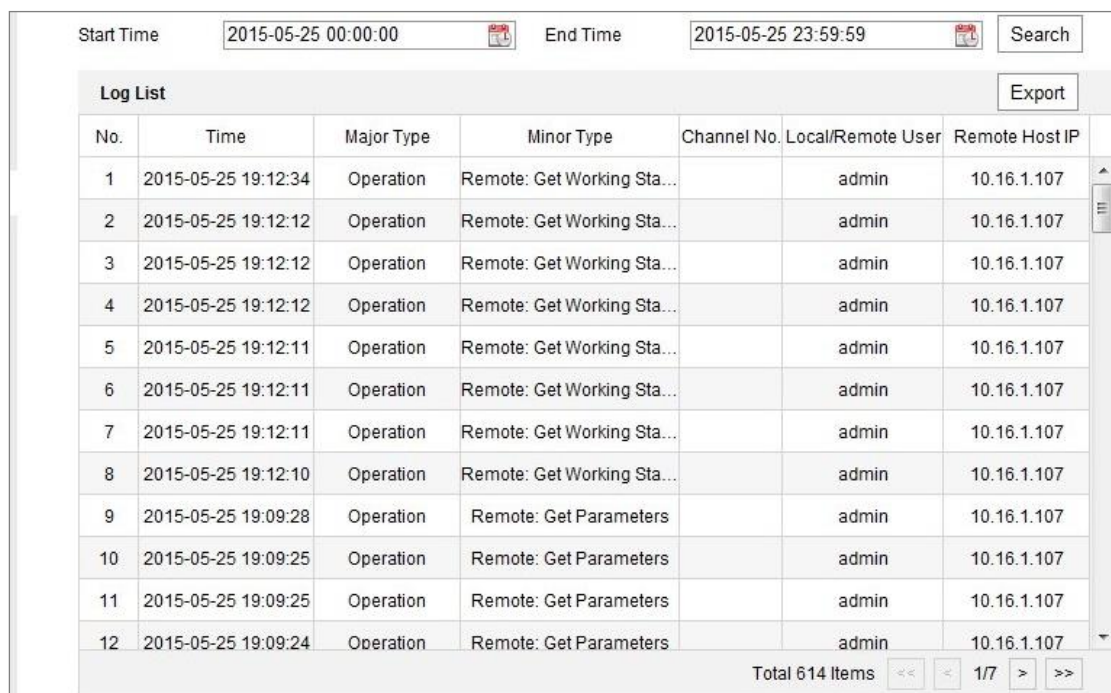 Start Time 2015-05-25 00:00:00 End Time 2015-05-25 23:59:59 Search
Log List Export
No. Time Major Type Minor Type Channel No. Local/Remote User Remote Host IP
1 2015-05-25 19:12:34 Operation Remote: Get Working Sta... admin 10.16.1.107
2 2015-05-25 19:12:12 Operation Remote: Get Working Sta... admin 10.16.1.107
3 2015-05-25 19:12:12 Operation Remote: Get Working Sta... admin 10.16.1.107
4 2015-05-25 19:12:12 Operation Remote: Get Working Sta... admin 10.16.1.107
5 2015-05-25 19:12:11 Operation Remote: Get Working Sta... admin 10.16.1.107
6 2015-05-25 19:12:11 Operation Remote: Get Working Sta... admin 10.16.1.107
7 2015-05-25 19:12:11 Operation Remote: Get Working Sta... admin 10.16.1.107
8 2015-05-25 19:12:10 Operation Remote: Get Working Sta... admin 10.16.1.107
9 2015-05-25 19:09:28 Operation Remote: Get Parameters admin 10.16.1.107
10 2015-05-25 19:09:25 Operation Remote: Get Parameters admin 10.16.1.107
11 2015-05-25 19:09:25 Operation Remote: Get Parameters admin 10.16.1.107
12 2015-05-25 19:09:24 Operation Remote: Get Parameters admin 10.16.1.107
Total 614 Items << < 1/7 > >>